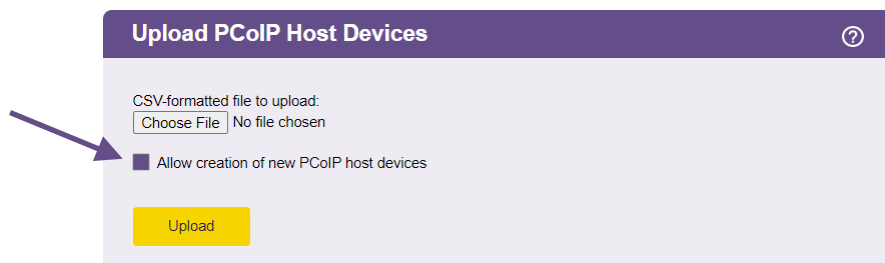 Upload PCoIP Host Devices
?
CSV-formatted file to upload:
Choose File No file chosen
Allow creation of new PCoIP host devices
Upload